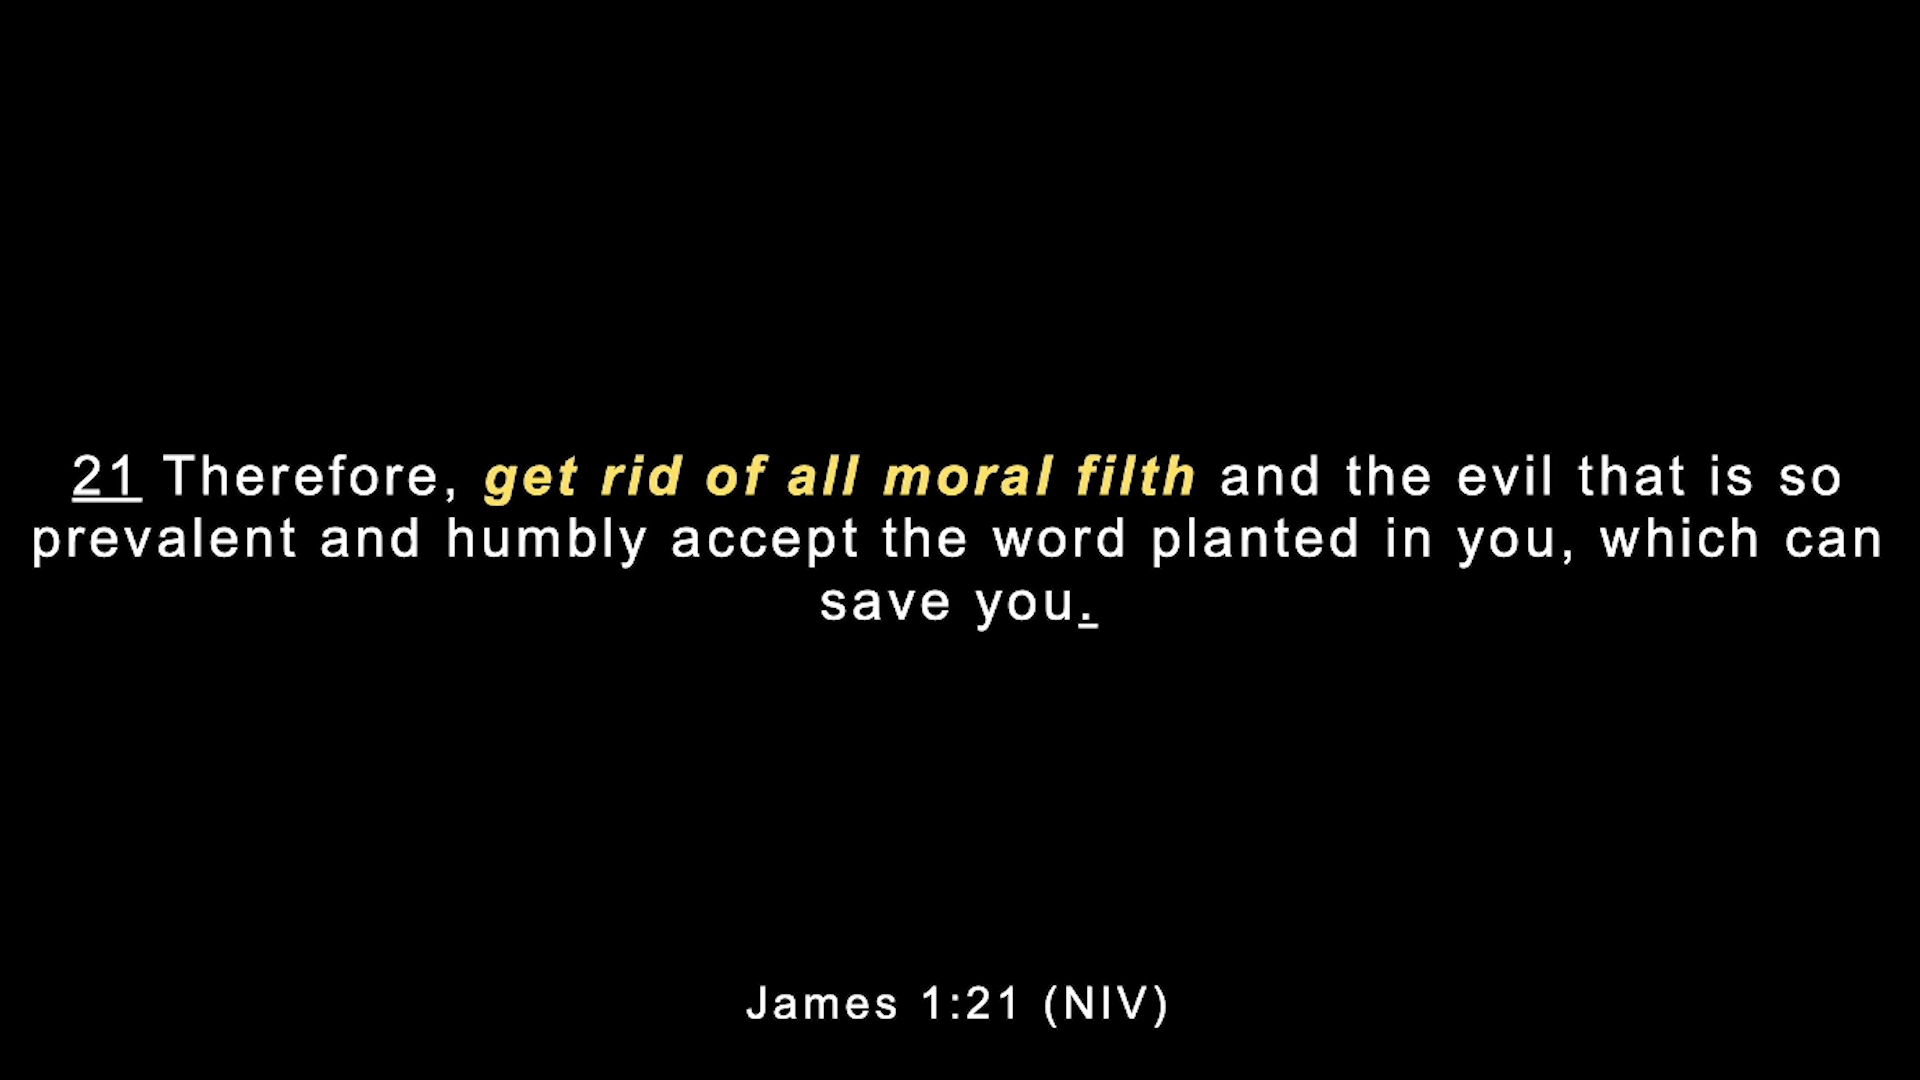 21 Therefore, get rid of all moral filth and the evil that is so
prevalent and humbly accept the word planted in you, which can
save you.
James 1:21 (NIV)